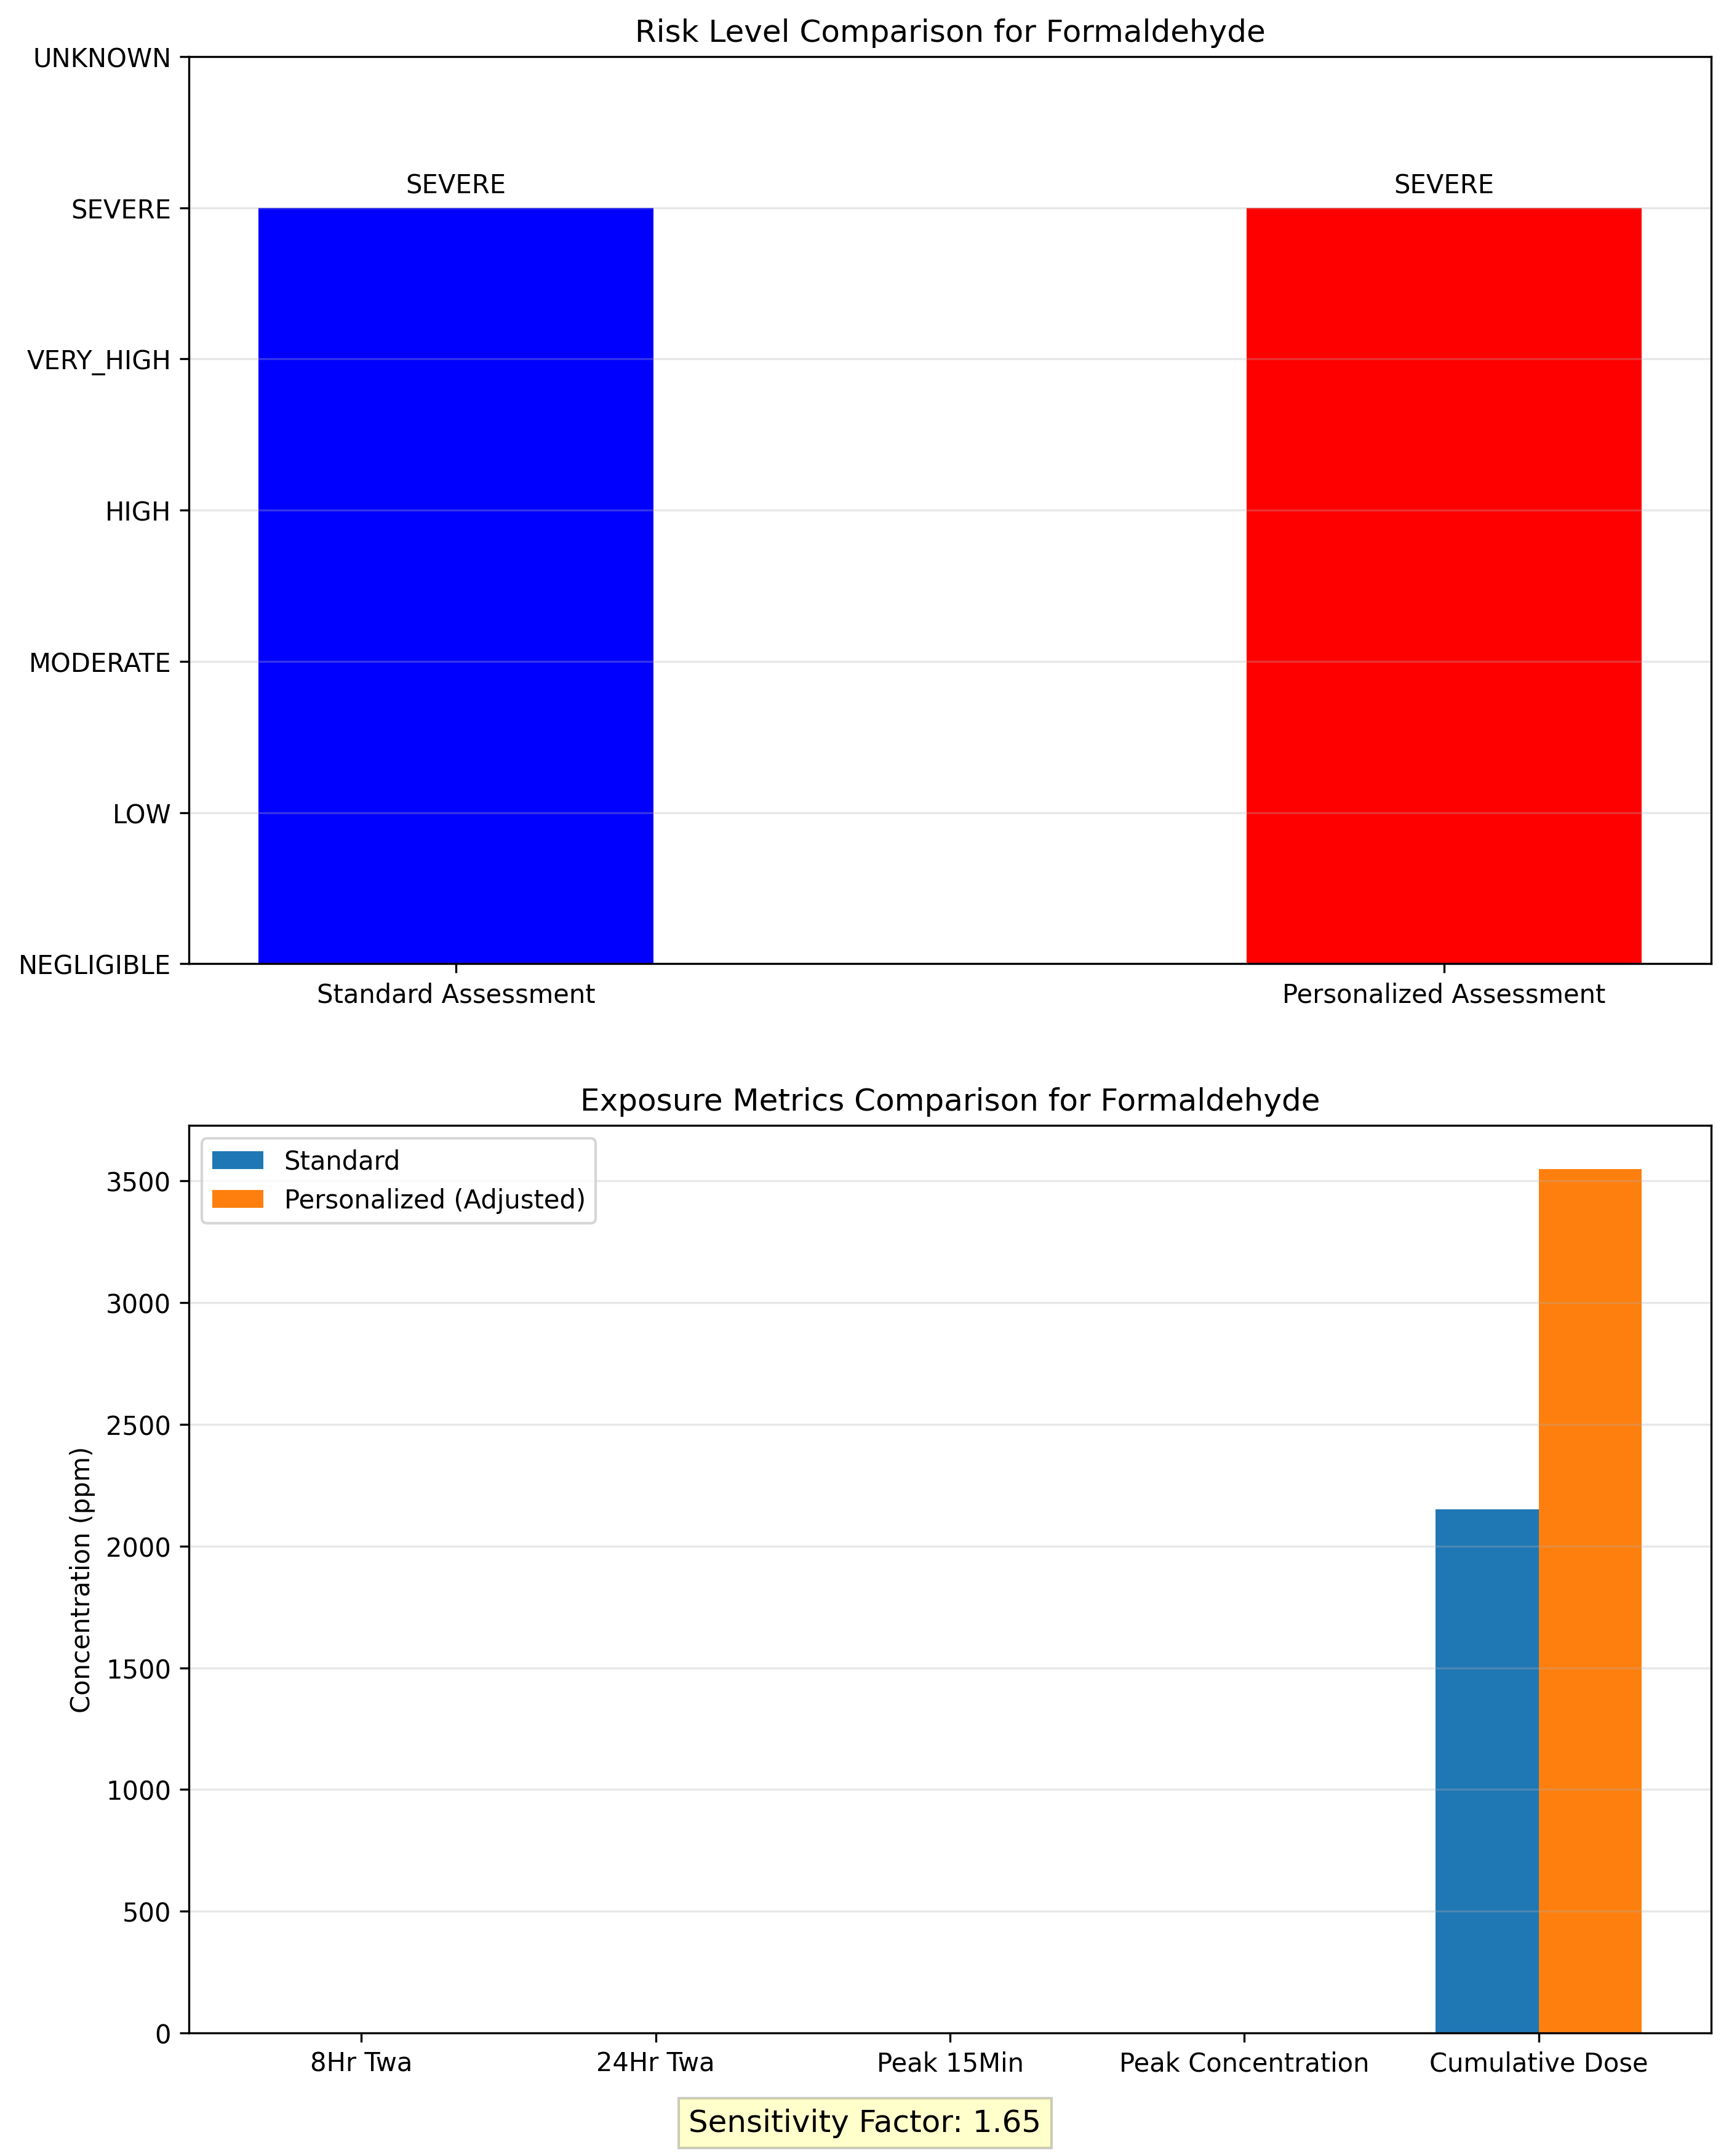 Risk Level Comparison for Formaldehyde
UNKNOWN
SEVERE
VERY_HIGH
HIGH
MODERATE
LOW
NEGLIGIBLE
SEVERE
SEVERE
Standard Assessment
Personalized Assessment
Exposure Metrics Comparison for Formaldehyde
Standard
Personalized (Adjusted)
Concentration (ppm)
3500
3000
2500
2000
1500
1000
500
0
8Hr Twa
24Hr Twa
Peak 15Min
Peak Concentration
Cumulative Dose
Sensitivity Factor: 1.65